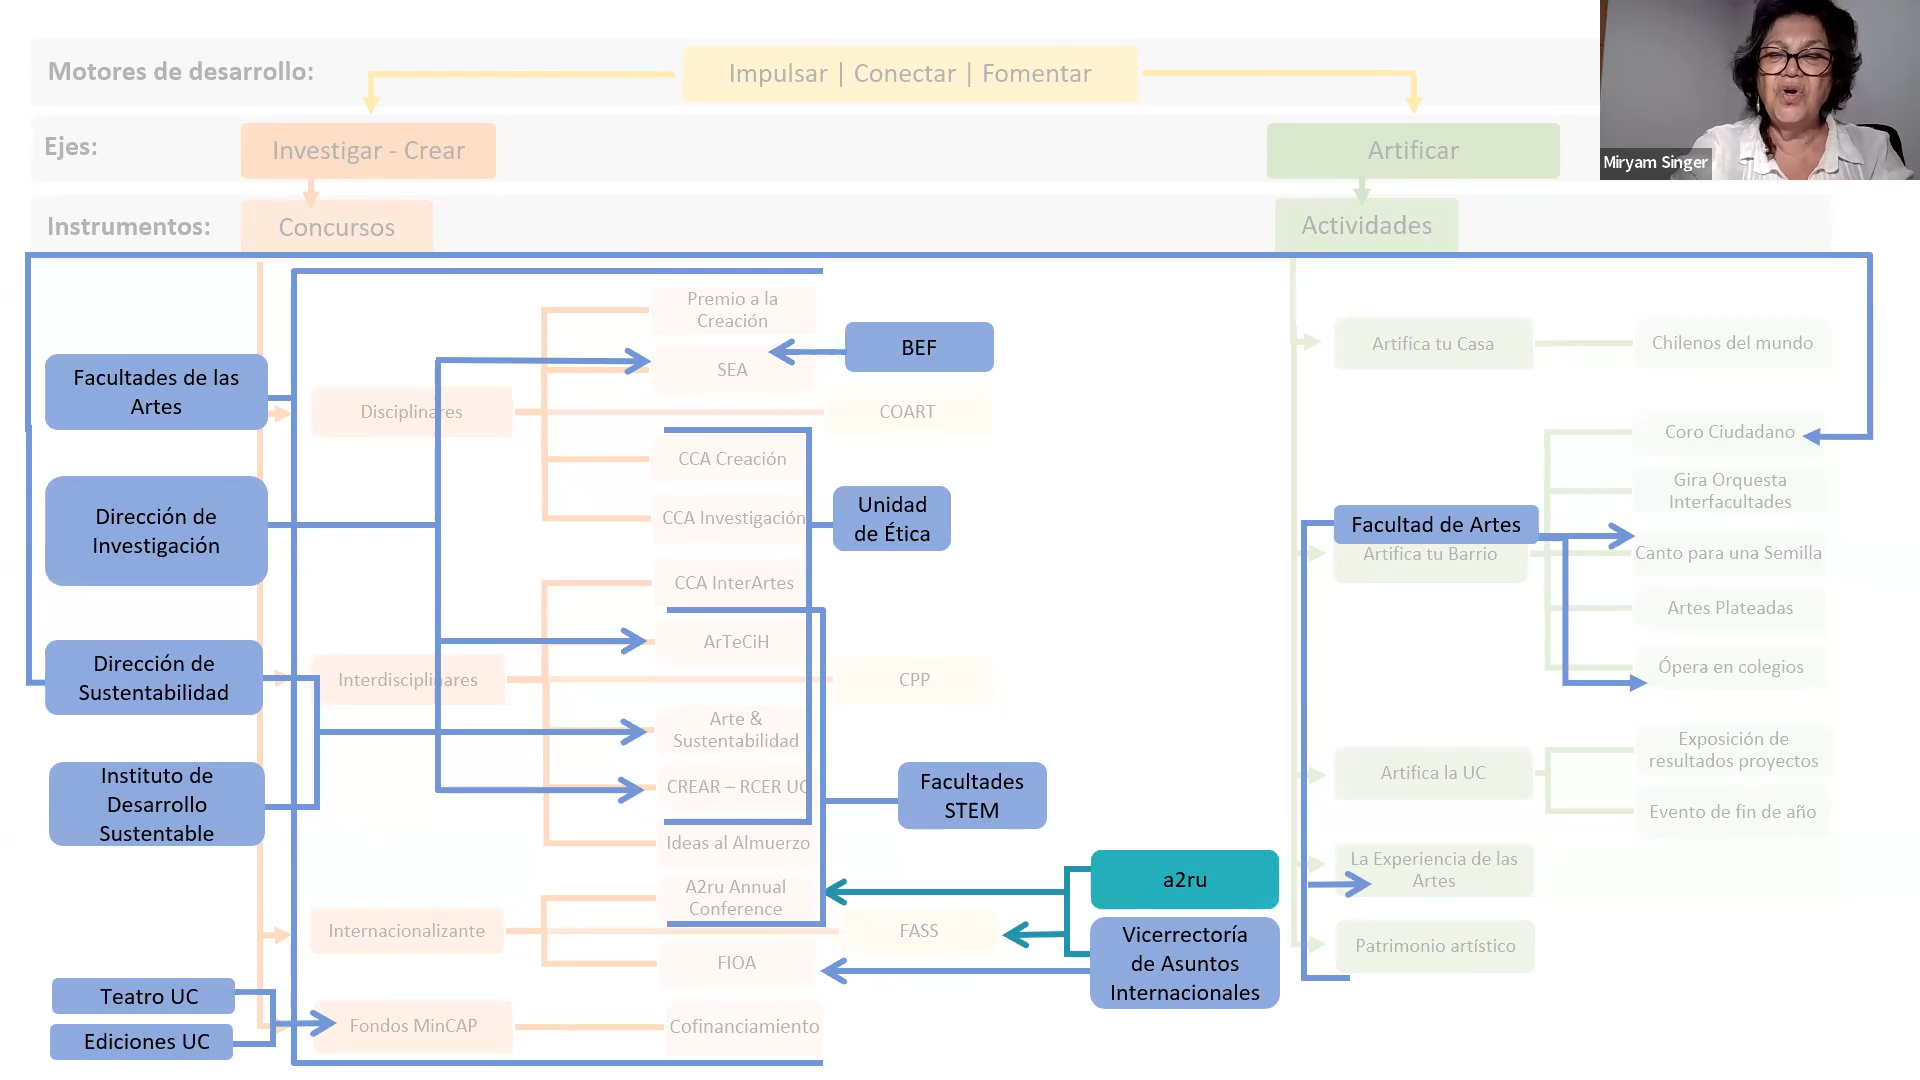 Motores de desarrollo:
Impulsar | Conectar | Fomentar
Ejes:
Investigar - Crear
Artificar
Miryam Singer
Instrumentos:
Concursos
Actividades
Facultades de las
Artes
Dirección de
Investigación
Dirección de
Sustentabilidad
Instituto de
Desarrollo
Sustentable
Teatro UC
Ediciones UC
Disciplinares
Interdisciplinares
Internacionalizante
Fondos MinCAP
Premio a la
Creación
SEA
CCA Creación
CCA Investigación
CCA InterArtes
ArTeCiH
Arte &
Sustentabilidad
CREAR – RCER UC
Ideas al Almuerzo
A2ru Annual
Conference
FIOA
Cofinanciamiento
BEF
COART
Unidad
de Ética
CPP
Facultades
STEM
FASS
a2ru
Vicerrectoría
de Asuntos
Internacionales
Artifica tu Casa
Facultad de Artes
Artifica tu Barrio
Artifica la UC
La Experiencia de las
Artes
Patrimonio artístico
Chilenos del mundo
Coro Ciudadano
Gira Orquesta
Interfacultades
Canto para una Semilla
Artes Plateadas
Ópera en colegios
Exposición de
resultados proyectos
Evento de fin de año